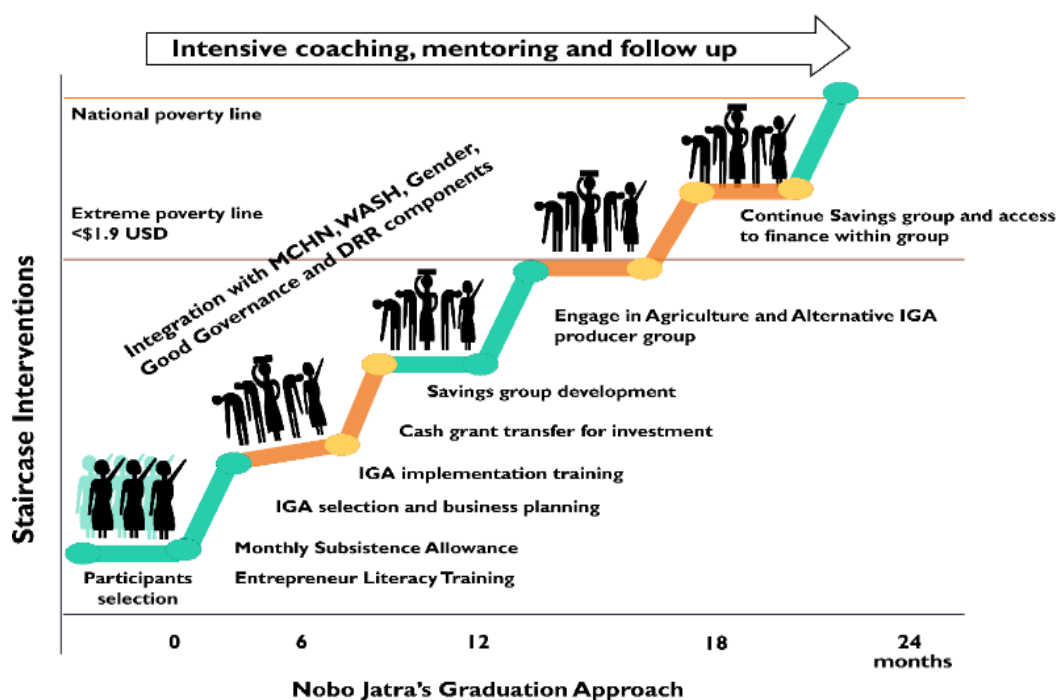 Intensive coaching, mentoring and follow up
National poverty line
Extreme poverty line
<$1.9 USD
Integration with MCHN, WASH, Gender,
Good Governance and DRR components
Continue Savings group and access
to finance within group
Engage in Agriculture and Alternative IGA
producer group
Savings group development
Cash grant transfer for investment
IGA implementation training
IGA selection and business planning
Monthly Subsistence Allowance
Entrepreneur Literacy Training
Participants
selection
Staircase Interventions
0 6 12 18 24
months
Nobo Jatra's Graduation Approach